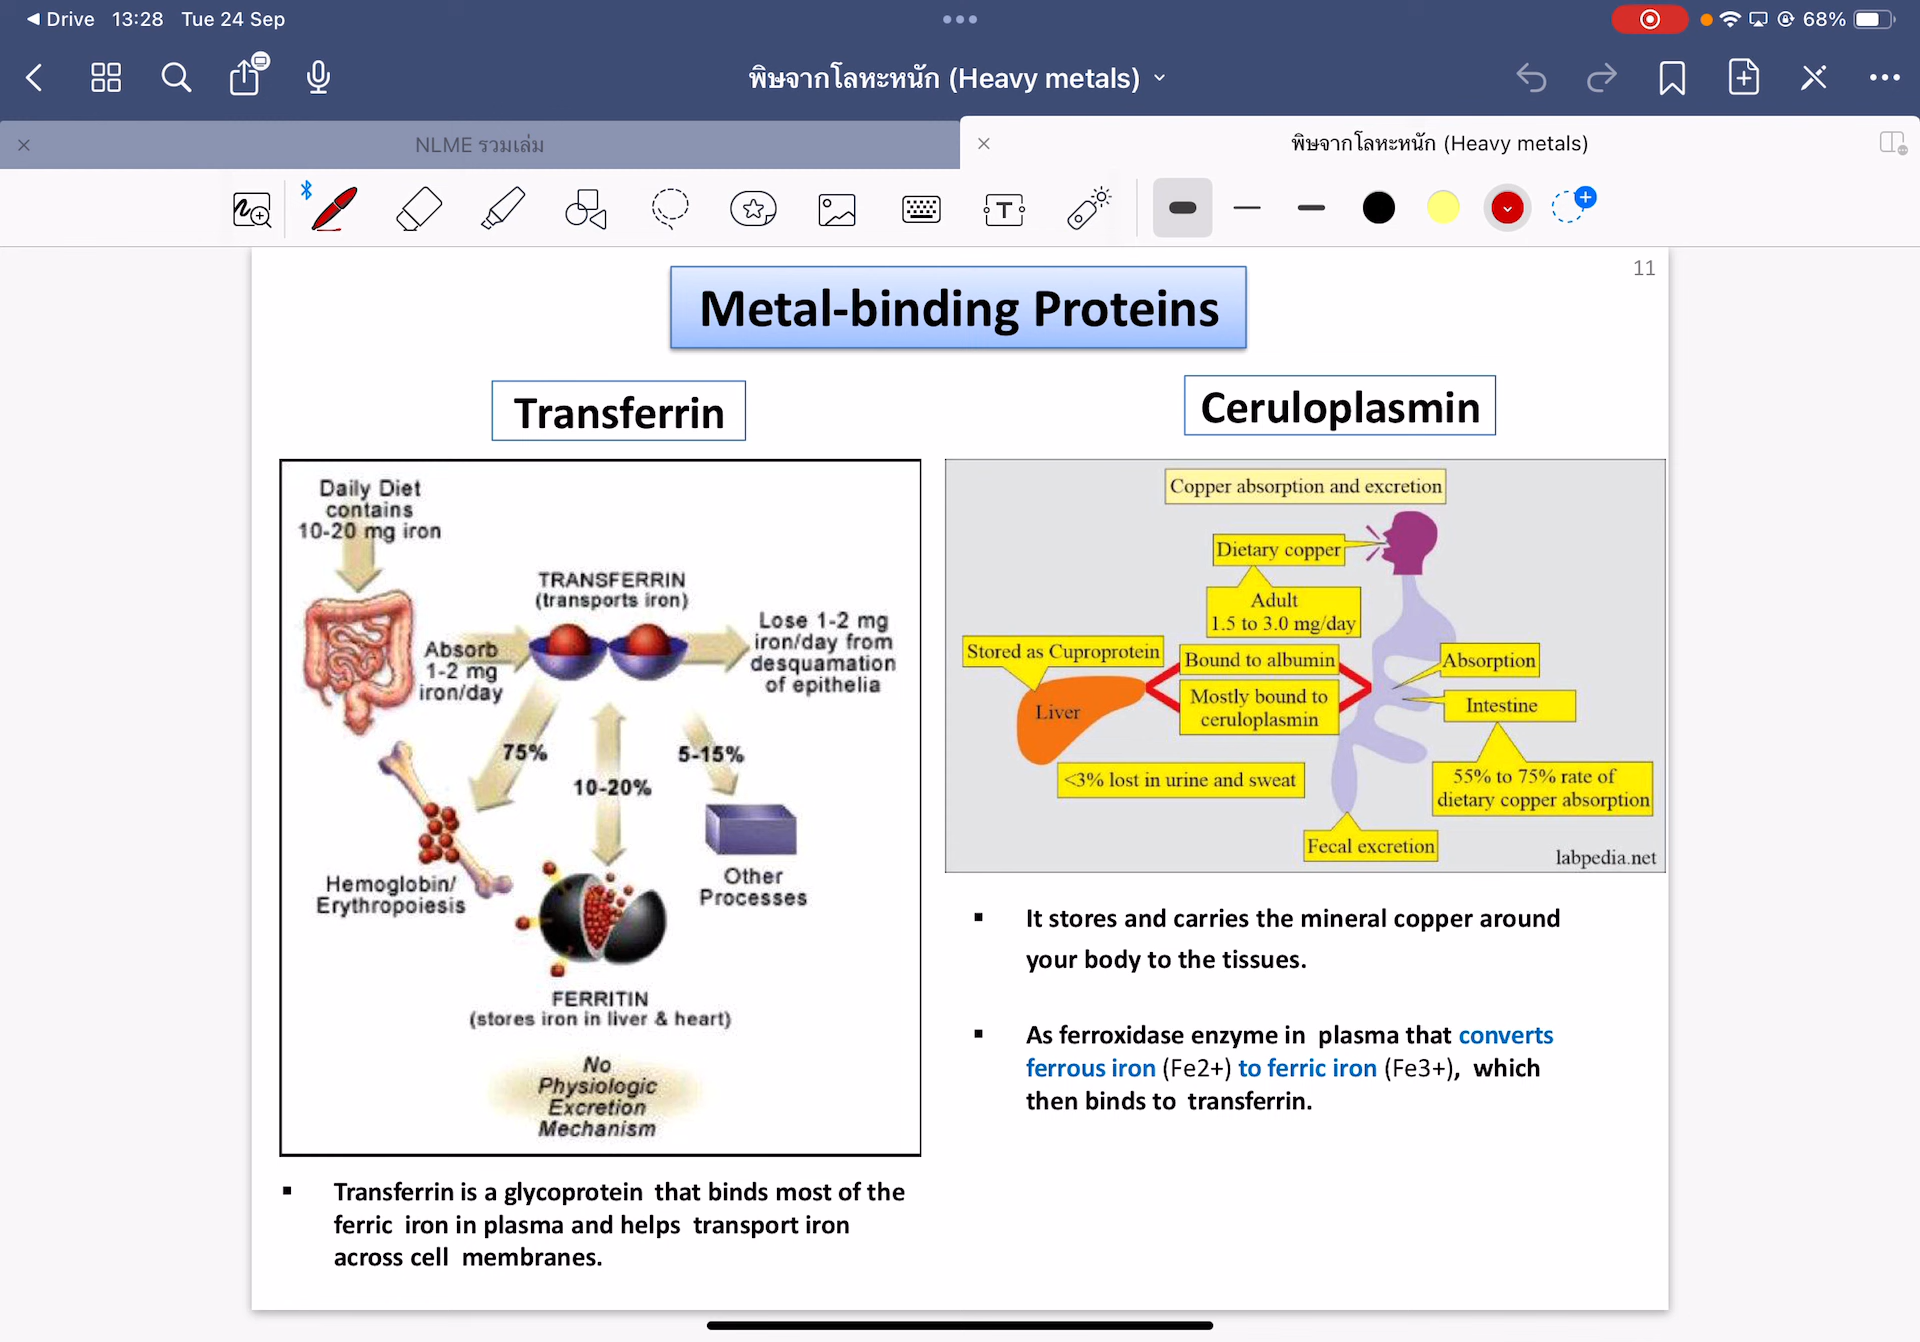 Drive 13:28 Tue 24 Sep
68%
พิษจากโลหะหนัก (Heavy metals)
NLME รวมเล่ม
พิษจากโลหะหนัก (Heavy metals)
11
Metal-binding Proteins
Transferrin
Daily Diet
contains
10-20 mg iron
TRANSFERRIN
(transports iron)
Absorb
1-2 mg
iron/day
Lose 1-2 mg
iron/day from
desquamation
of epithelia
75%
10-20%
5-15%
Hemoglobin/
Erythropoiesis
Other
Processes
FERRITIN
(stores iron in liver & heart)
No
Physiologic
Excretion
Mechanism
▪ Transferrin is a glycoprotein that binds most of the
ferric iron in plasma and helps transport iron
across cell membranes.
Ceruloplasmin
Copper absorption and excretion
Dietary copper
Adult
1.5 to 3.0 mg/day
Stored as Cuproprotein
Bound to albumin
Absorption
Liver
Mostly bound to
ceruloplasmin
Intestine
<3% lost in urine and sweat
55% to 75% rate of
dietary copper absorption
Fecal excretion
labpedia.net
▪ It stores and carries the mineral copper around
your body to the tissues.
▪ As ferroxidase enzyme in plasma that converts
ferrous iron (Fe2+) to ferric iron (Fe3+), which
then binds to transferrin.